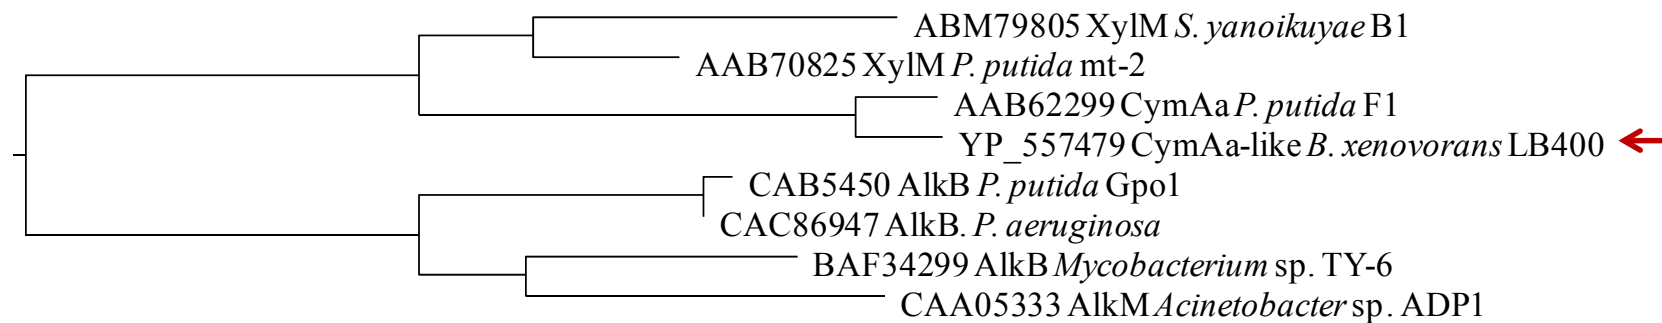 ABM79805 XylM S. yanoikuyae B1
AAB70825 XylM P. putida mt-2
AAB62299 CymAa P. putida F1
YP_557479 CymAa-like B. xenovorans LB400
CAB5450 AlkB P. putida Gpo1
CAC86947 AlkB. P. aeruginosa
BAF34299 AlkB Mycobacterium sp. TY-6
CAA05333 AlkM Acinetobacter sp. ADP1